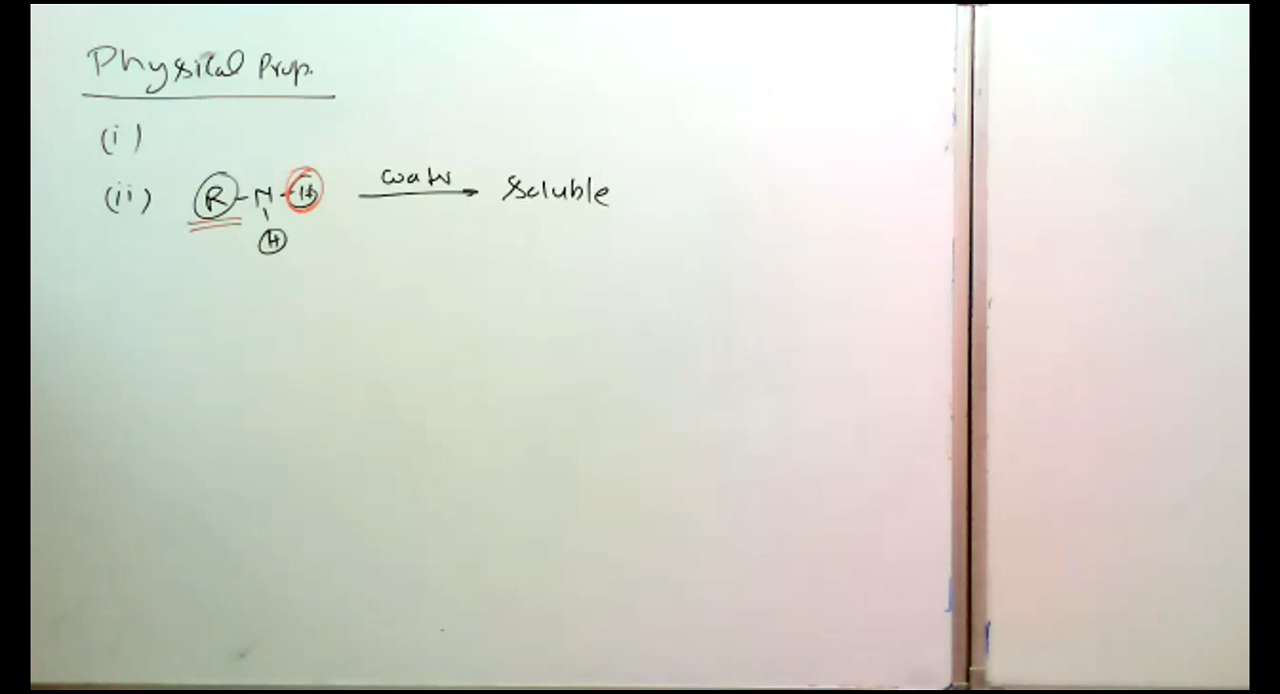 Physical Prop.
(i)
(ii) R-N-H water soluble
H